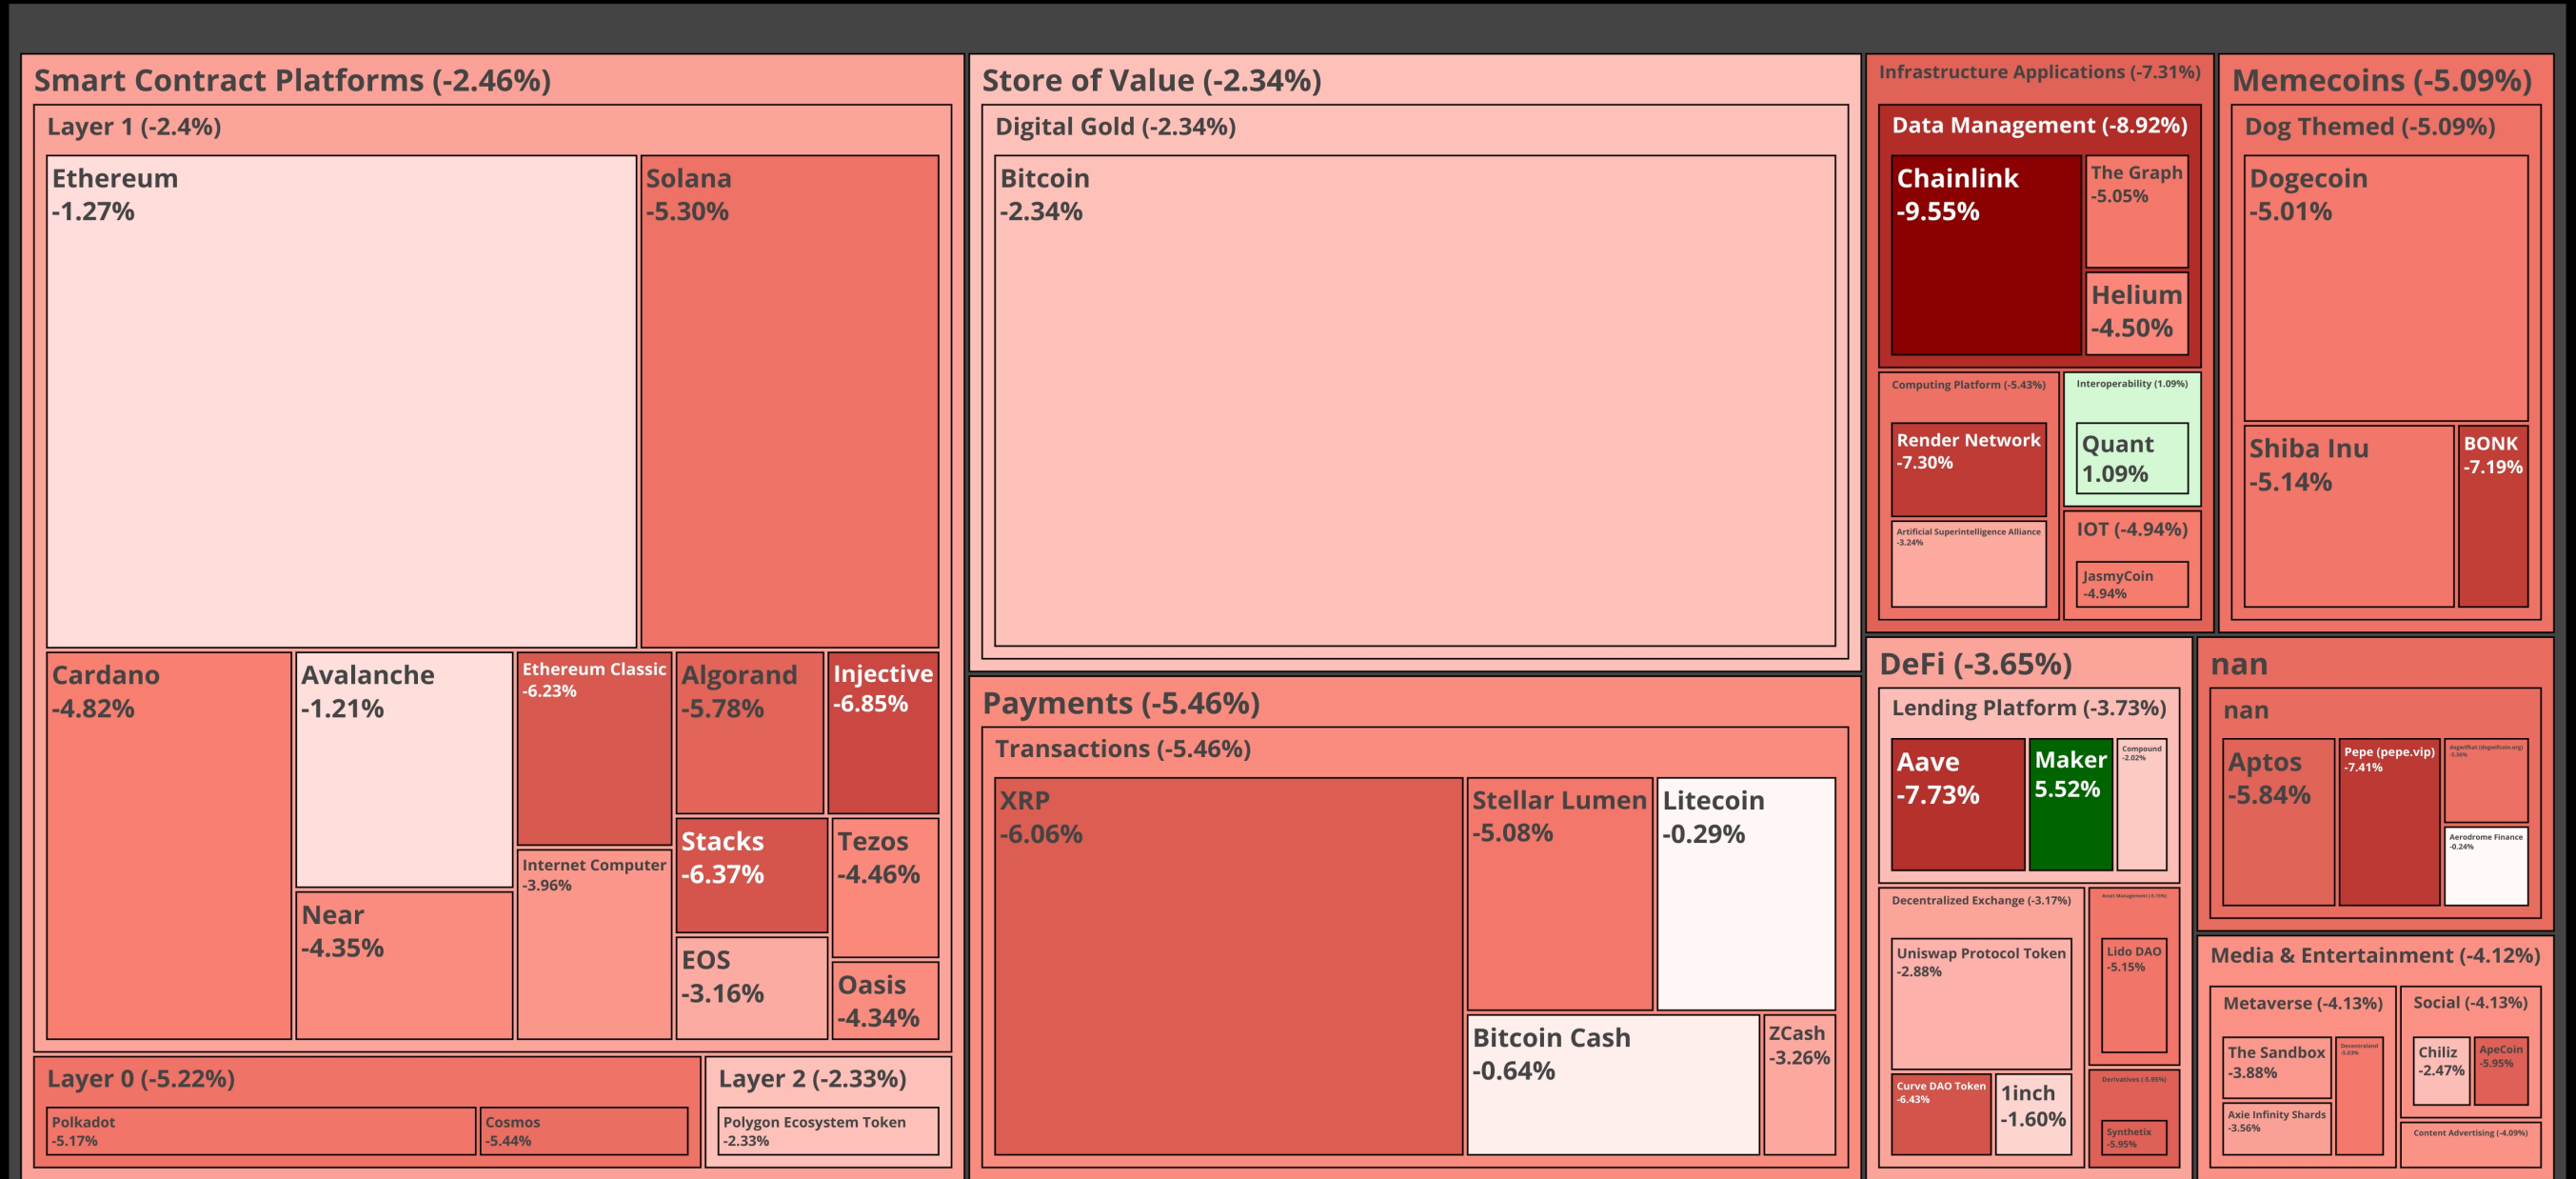 Smart Contract Platforms (-2.46%)
Layer 1 (-2.4%)
Ethereum
-1.27%
Solana
-5.30%
Cardano
-4.82%
Avalanche
-1.21%
Near
-4.35%
Ethereum Classic
-6.23%
Internet Computer
-3.96%
Algorand
-5.78%
Injective
-6.85%
Stacks
-6.37%
Tezos
-4.46%
EOS
-3.16%
Oasis
-4.34%
Layer 0 (-5.22%)
Polkadot
-5.17%
Cosmos
-5.44%
Layer 2 (-2.33%)
Polygon Ecosystem Token
-2.33%
Store of Value (-2.34%)
Digital Gold (-2.34%)
Bitcoin
-2.34%
Payments (-5.46%)
Transactions (-5.46%)
XRP
-6.06%
Stellar Lumen
-5.08%
Litecoin
-0.29%
Bitcoin Cash
-0.64%
ZCash
-3.26%
Infrastructure Applications (-7.31%)
Data Management (-8.92%)
Chainlink
-9.55%
The Graph
-5.05%
Helium
-4.50%
Computing Platform (-5.43%)
Render Network
-7.30%
Artificial Superintelligence Alliance
-3.24%
Interoperability (1.09%)
Quant
1.09%
IOT (-4.94%)
JasmyCoin
-4.94%
Memecoins (-5.09%)
Dog Themed (-5.09%)
Dogecoin
-5.01%
Shiba Inu
-5.14%
BONK
-7.19%
DeFi (-3.65%)
Lending Platform (-3.73%)
Aave
-7.73%
Maker
5.52%
Compound
-2.02%
Decentralized Exchange (-3.17%)
Uniswap Protocol Token
-2.88%
Curve DAO Token
-6.43%
1inch
-1.60%
Asset Management (-5.15%)
Lido DAO
-5.15%
Derivatives (-5.95%)
Synthetix
-5.95%
nan
nan
Aptos
-5.84%
Pepe (pepe.vip)
-7.41%
dogwifhat (dogwifcoin.org)
Aerodrome Finance
-0.24%
Media & Entertainment (-4.12%)
Metaverse (-4.13%)
The Sandbox
-3.88%
Axie Infinity Shards
-3.56%
Decentraland
Social (-4.13%)
Chiliz
-2.47%
ApeCoin
-5.95%
Content Advertising (-4.09%)